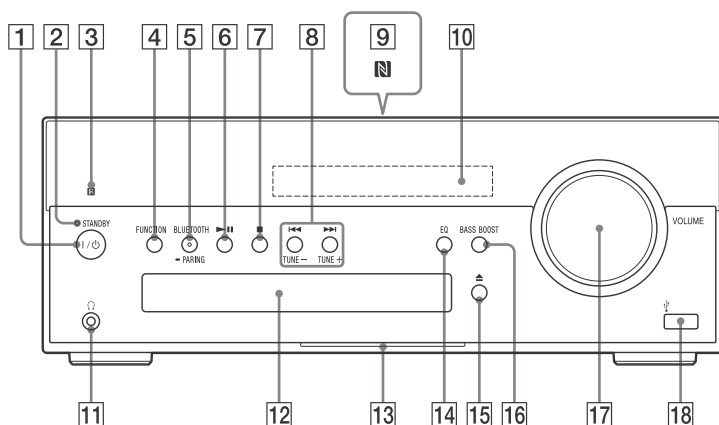 1 2 3 4 5 6 7 8 9 10
N
R
STANDBY
FUNCTION BLUETOOTH EQ BASS BOOST VOLUME
I / ⏻
PARING TUNE − TUNE +
11 12 13 14 15 16 17 18